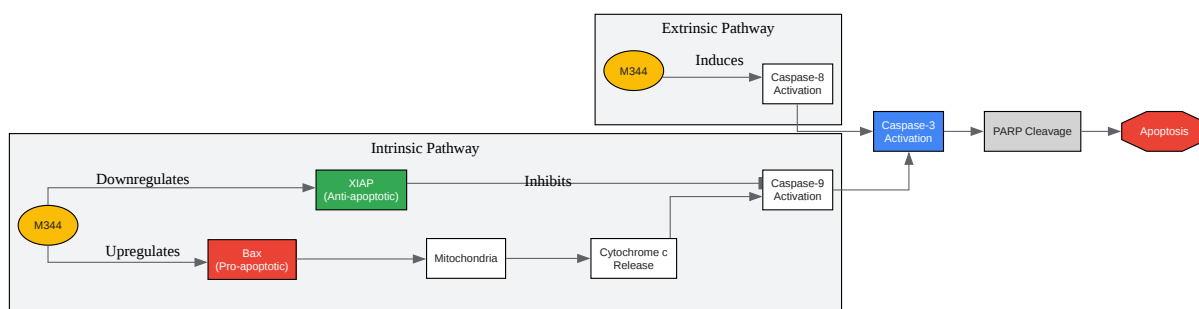 Extrinsic Pathway
M344
Induces
Caspase-8
Activation
Caspase-3
Activation
PARP Cleavage
Apoptosis
Intrinsic Pathway
Downregulates
XIAP
(Anti-apoptotic)
Inhibits
Caspase-9
Activation
M344
Upregulates
Bax
(Pro-apoptotic)
Mitochondria
Cytochrome c
Release